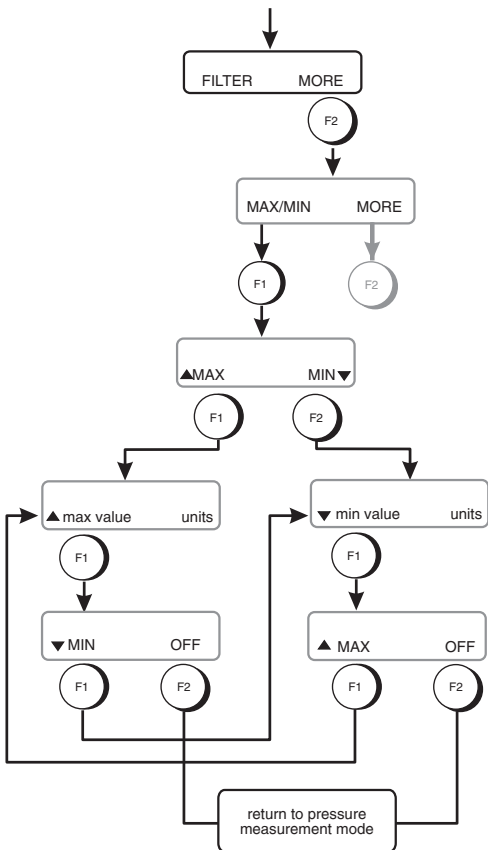 FILTER MORE
F2
MAX/MIN MORE
F1 F2
▲MAX MIN▼
F1 F2
▲ max value units
▼ min value units
F1
F1
▼MIN OFF
▲ MAX OFF
F1 F2
F1 F2
return to pressure
measurement mode